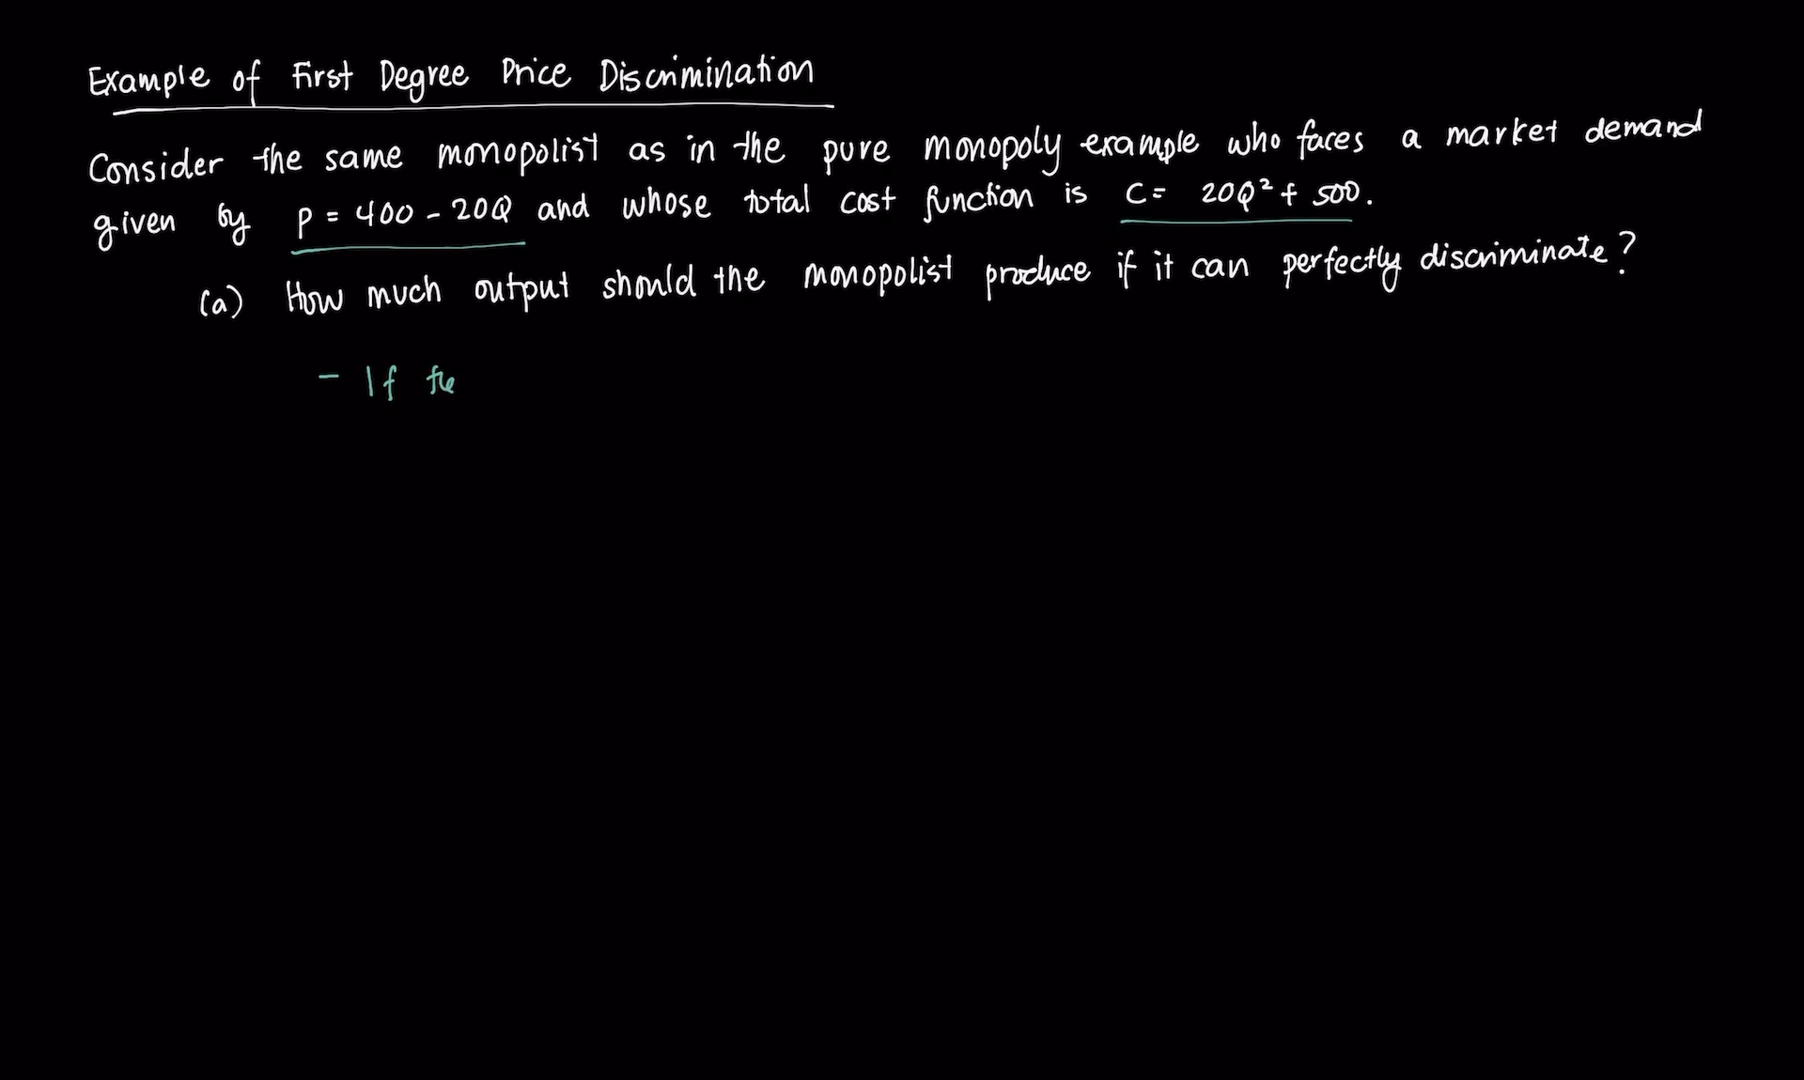 Example of First Degree Price Discrimination
Consider the same monopolist as in the pure monopoly example who faces a market demand
given by P = 400 - 20Q and whose total cost function is C = 20Q² + 500.
(a) How much output should the monopolist produce if it can perfectly discriminate?
- If